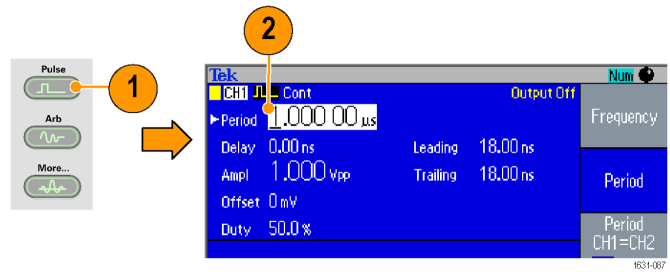 2
Pulse
1
Arb
More...
Tek
Num
CH1 Cont Output Off
Period 1.000 00 µs
Delay 0.00 ns Leading 18.00 ns
Ampl 1.000 Vpp Trailing 18.00 ns
Offset 0 mV
Duty 50.0 %
Frequency
Period
Period
CH1=CH2
1631-087